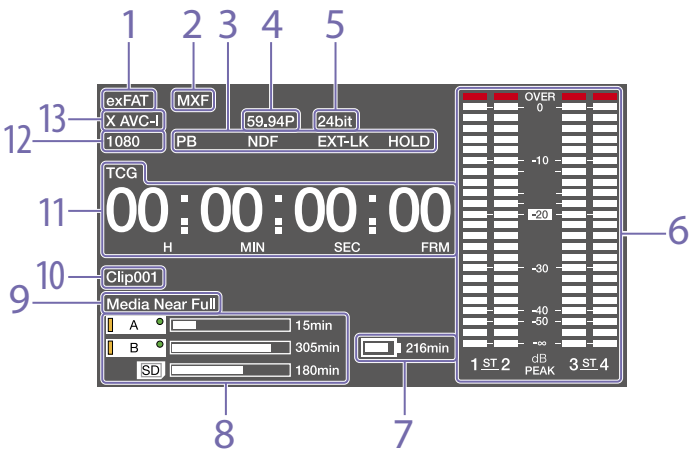 1 2 3 4 5
exFAT MXF OVER
13 X AVC-I 59.94P 24bit 0
12 1080 PB NDF EXT-LK HOLD
TCG -10
11 00:00:00:00 -20 6
H MIN SEC FRM
10 Clip001 -30
9 Media Near Full
A 15min -40
-50
B 305min 216min -∞
SD 180min 1 ST 2 dB 3 ST 4
PEAK
8 7